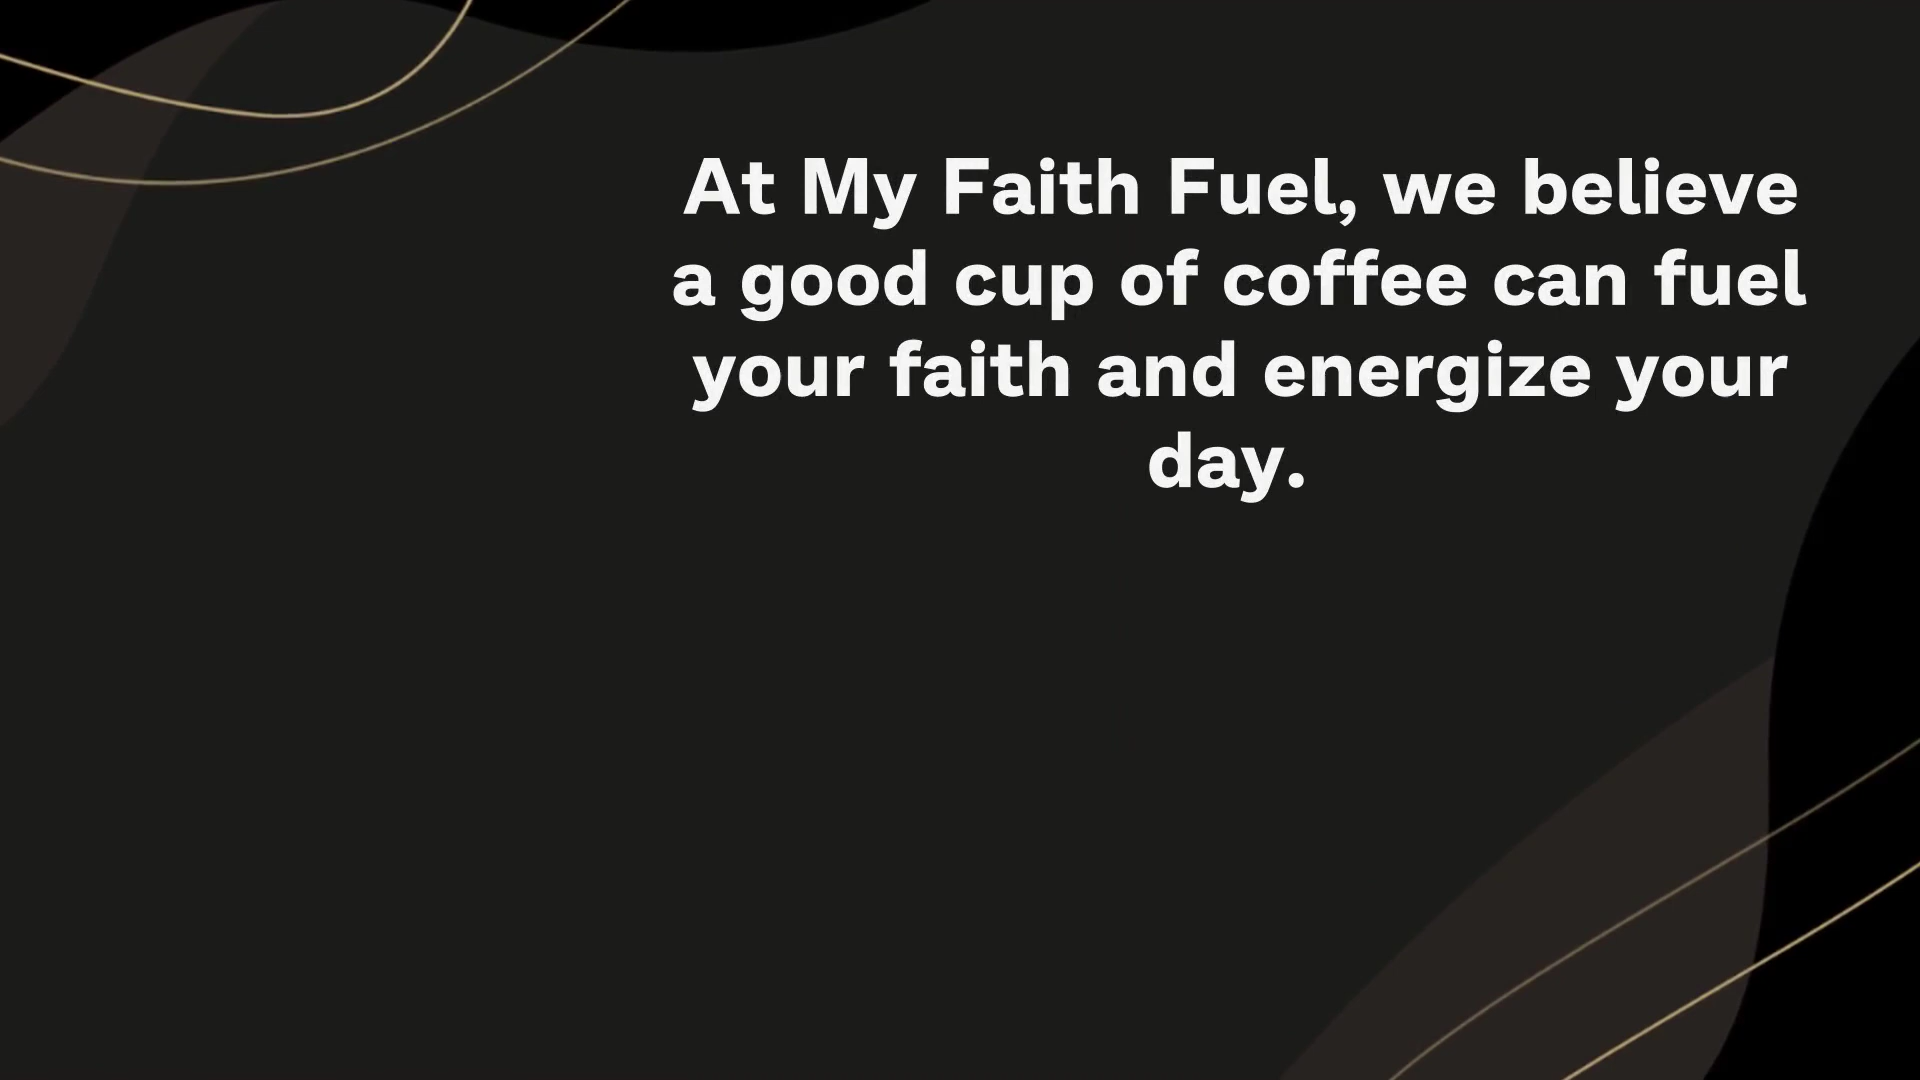 At My Faith Fuel, we believe
a good cup of coffee can fuel
your faith and energize your
day.